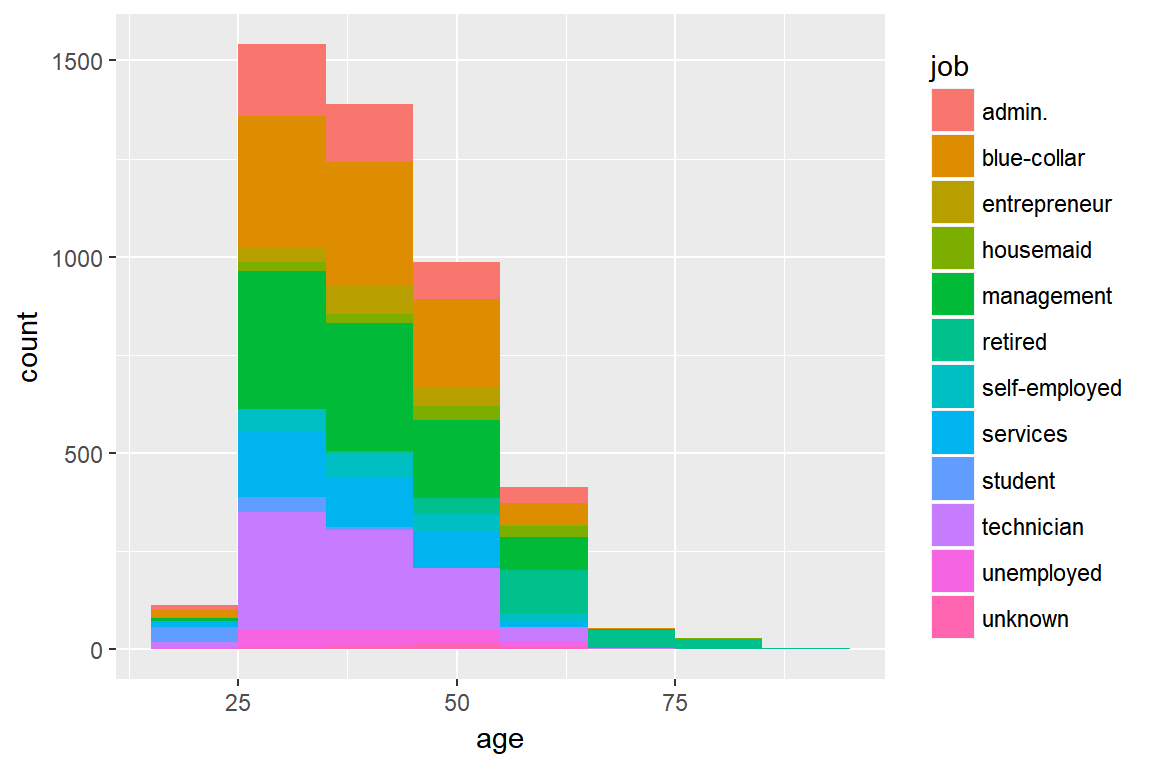 1500
1000
500
0
count
25
50
75
age
job
admin.
blue-collar
entrepreneur
housemaid
management
retired
self-employed
services
student
technician
unemployed
unknown